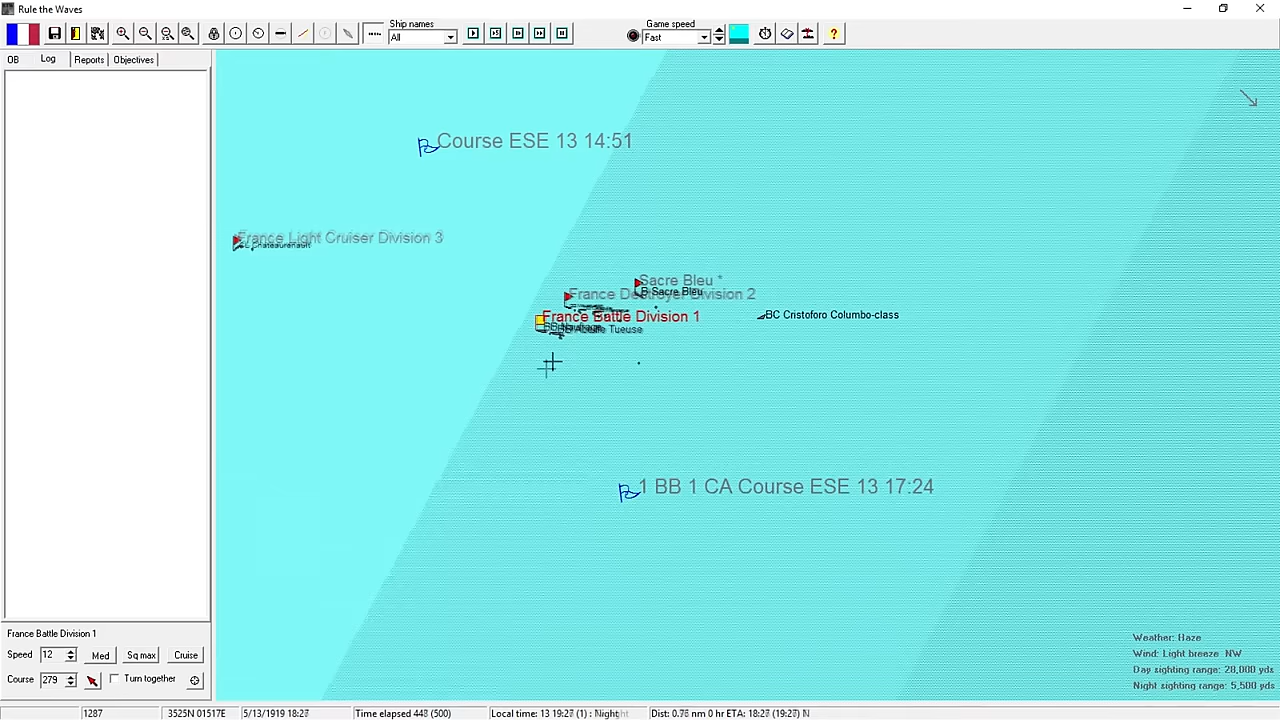 Rule the Waves
Ship names
All
Game speed
Fast
?
OB Log Reports Objectives
Course ESE 13 14:51
France Light Cruiser Division 3
Sacre Bleu *
B Sacre Bleu
France Destroyer Division 2
France Battle Division 1
Tueuse
BC Cristoforo Columbo-class
1 BB 1 CA Course ESE 13 17:24
France Battle Division 1
Speed 12 Med Sq max Cruise
Course 279 Turn together
Weather: Haze
Wind: Light breeze NW
Day sighting range: 28,000 yds
Night sighting range: 5,500 yds
1287 3525N 01517E 5/13/1919 18:27 Time elapsed 448 (500) Local time: 13 19:27 (1) : Night Dist: 0.75 nm 0 hr ETA: 18:27 (19:27) N